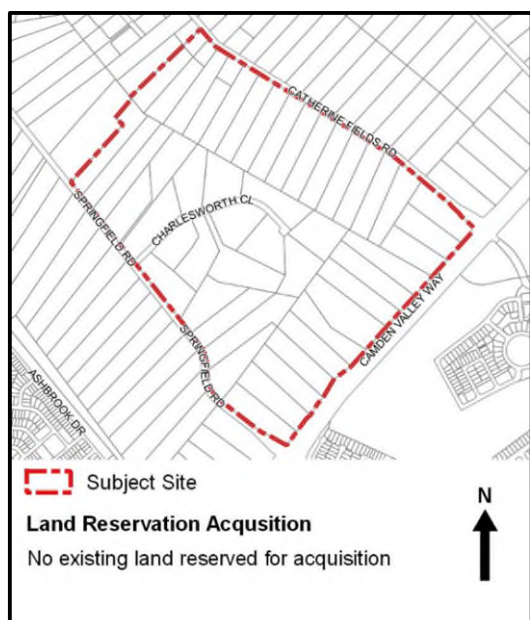 CATHERINE FIELDS RD
CHARLESWORTH CL
SPRINGFIELD RD
CAMDEN VALLEY WAY
SPRINGFIELD RD
ASHBROOK DR
Subject Site
N
Land Reservation Acqusition
No existing land reserved for acquisition